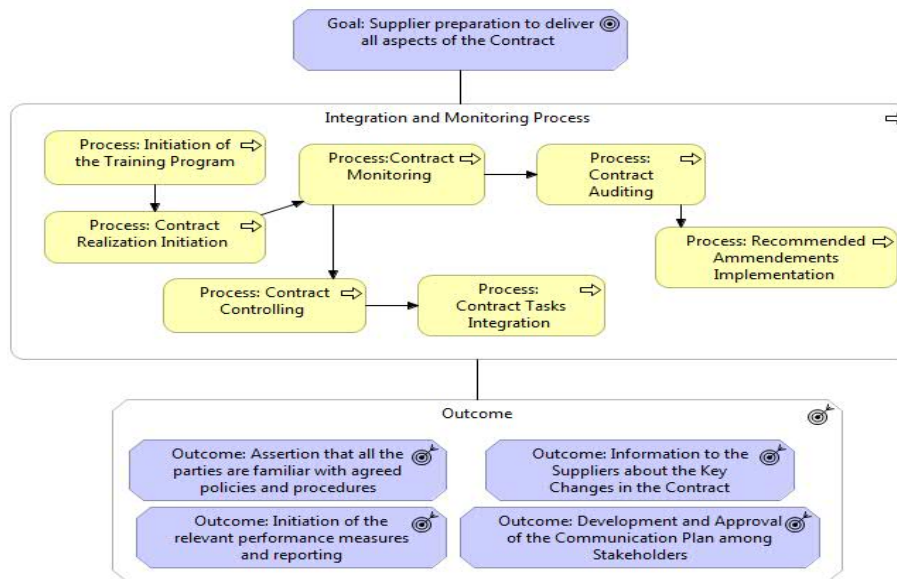 Goal: Supplier preparation to deliver
all aspects of the Contract
Integration and Monitoring Process
Process: Initiation of
the Training Program
Process:Contract
Monitoring
Process:
Contract
Auditing
Process: Contract
Realization Initiation
Process: Recommended
Ammendements
Implementation
Process: Contract
Controlling
Process:
Contract Tasks
Integration
Outcome
Outcome: Assertion that all the
parties are familiar with agreed
policies and procedures
Outcome: Information to the
Suppliers about the Key
Changes in the Contract
Outcome: Initiation of the
relevant performance measures
and reporting
Outcome: Development and Approval
of the Communication Plan among
Stakeholders